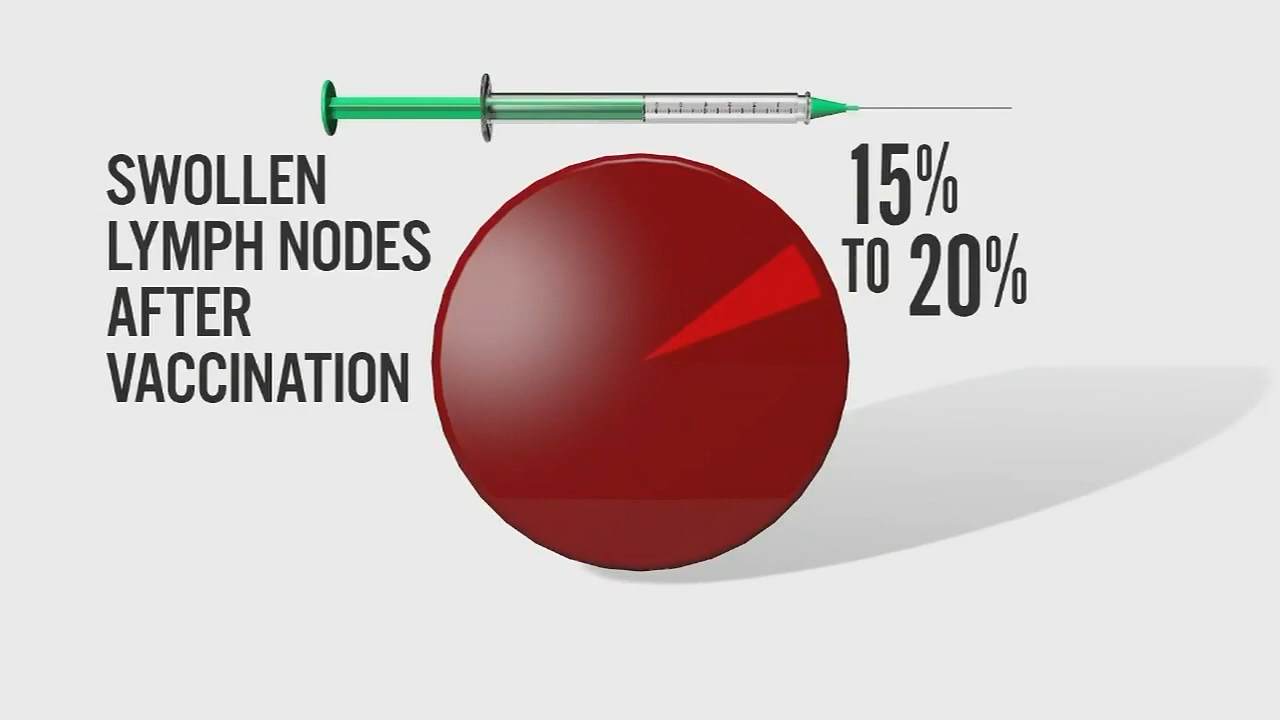 SWOLLEN
LYMPH NODES
AFTER
VACCINATION
15%
TO 20%